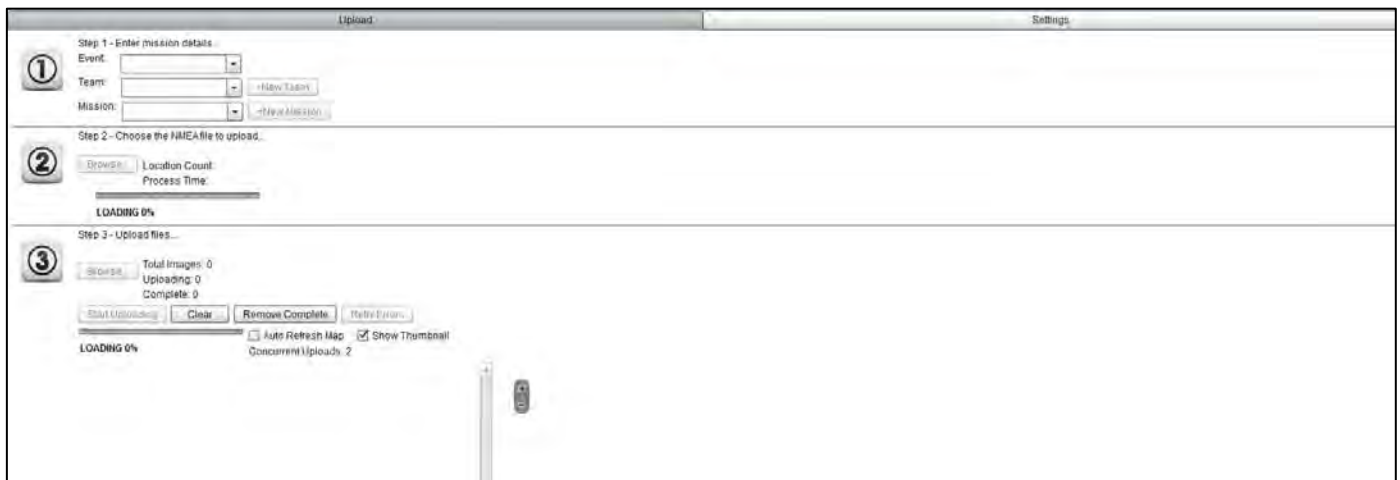 Upload
Settings
Step 1 - Enter mission details...
①
Event:
Team:
+New Team
Mission:
+New Mission
Step 2 - Choose the NMEA file to upload...
②
Browse...
Location Count:
Process Time:
LOADING 0%
Step 3 - Upload files...
③
Browse...
Total Images: 0
Uploading: 0
Complete: 0
Start Uploading
Clear
Remove Complete
Retry Errors
Auto Refresh Map
Show Thumbnail
LOADING 0%
Concurrent Uploads: 2